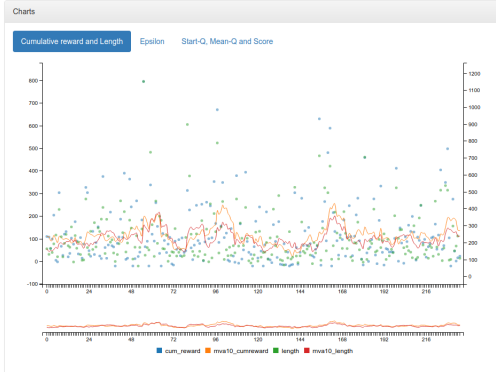 Charts
Cumulative reward and Length Epsilon Start-Q, Mean-Q and Score
800 1200
700 1100
600 1000
500 900
400 800
300 700
200 600
100 500
0 400
-100 300
200
100
0
0 24 48 72 96 120 144 168 192 216
0 24 48 72 96 120 144 168 192 216
cum_reward mva10_cumreward length mva10_length